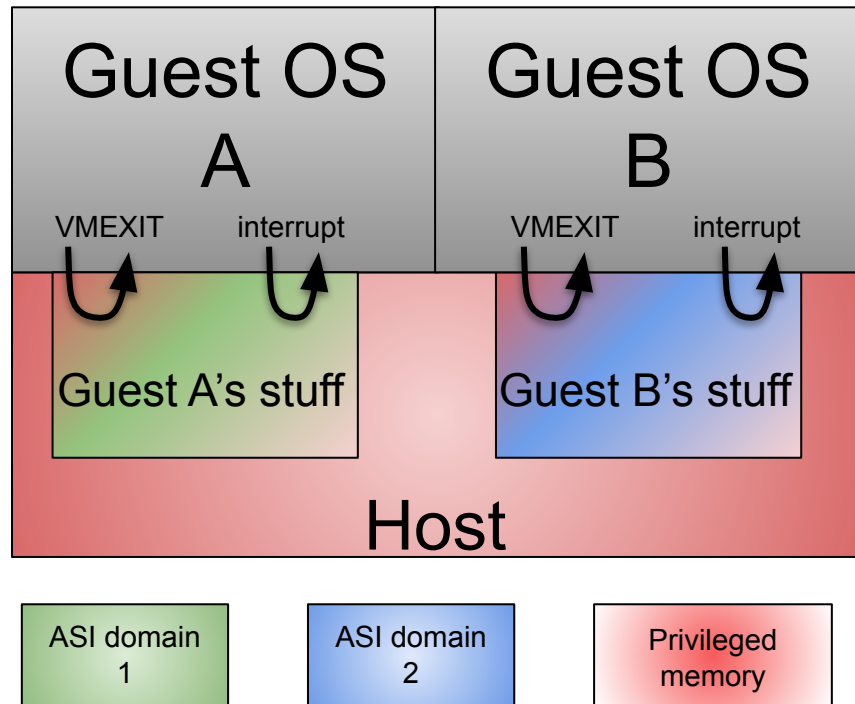 Guest OS
A
Guest OS
B
VMEXIT
interrupt
VMEXIT
interrupt
Guest A's stuff
Guest B's stuff
Host
ASI domain
1
ASI domain
2
Privileged
memory